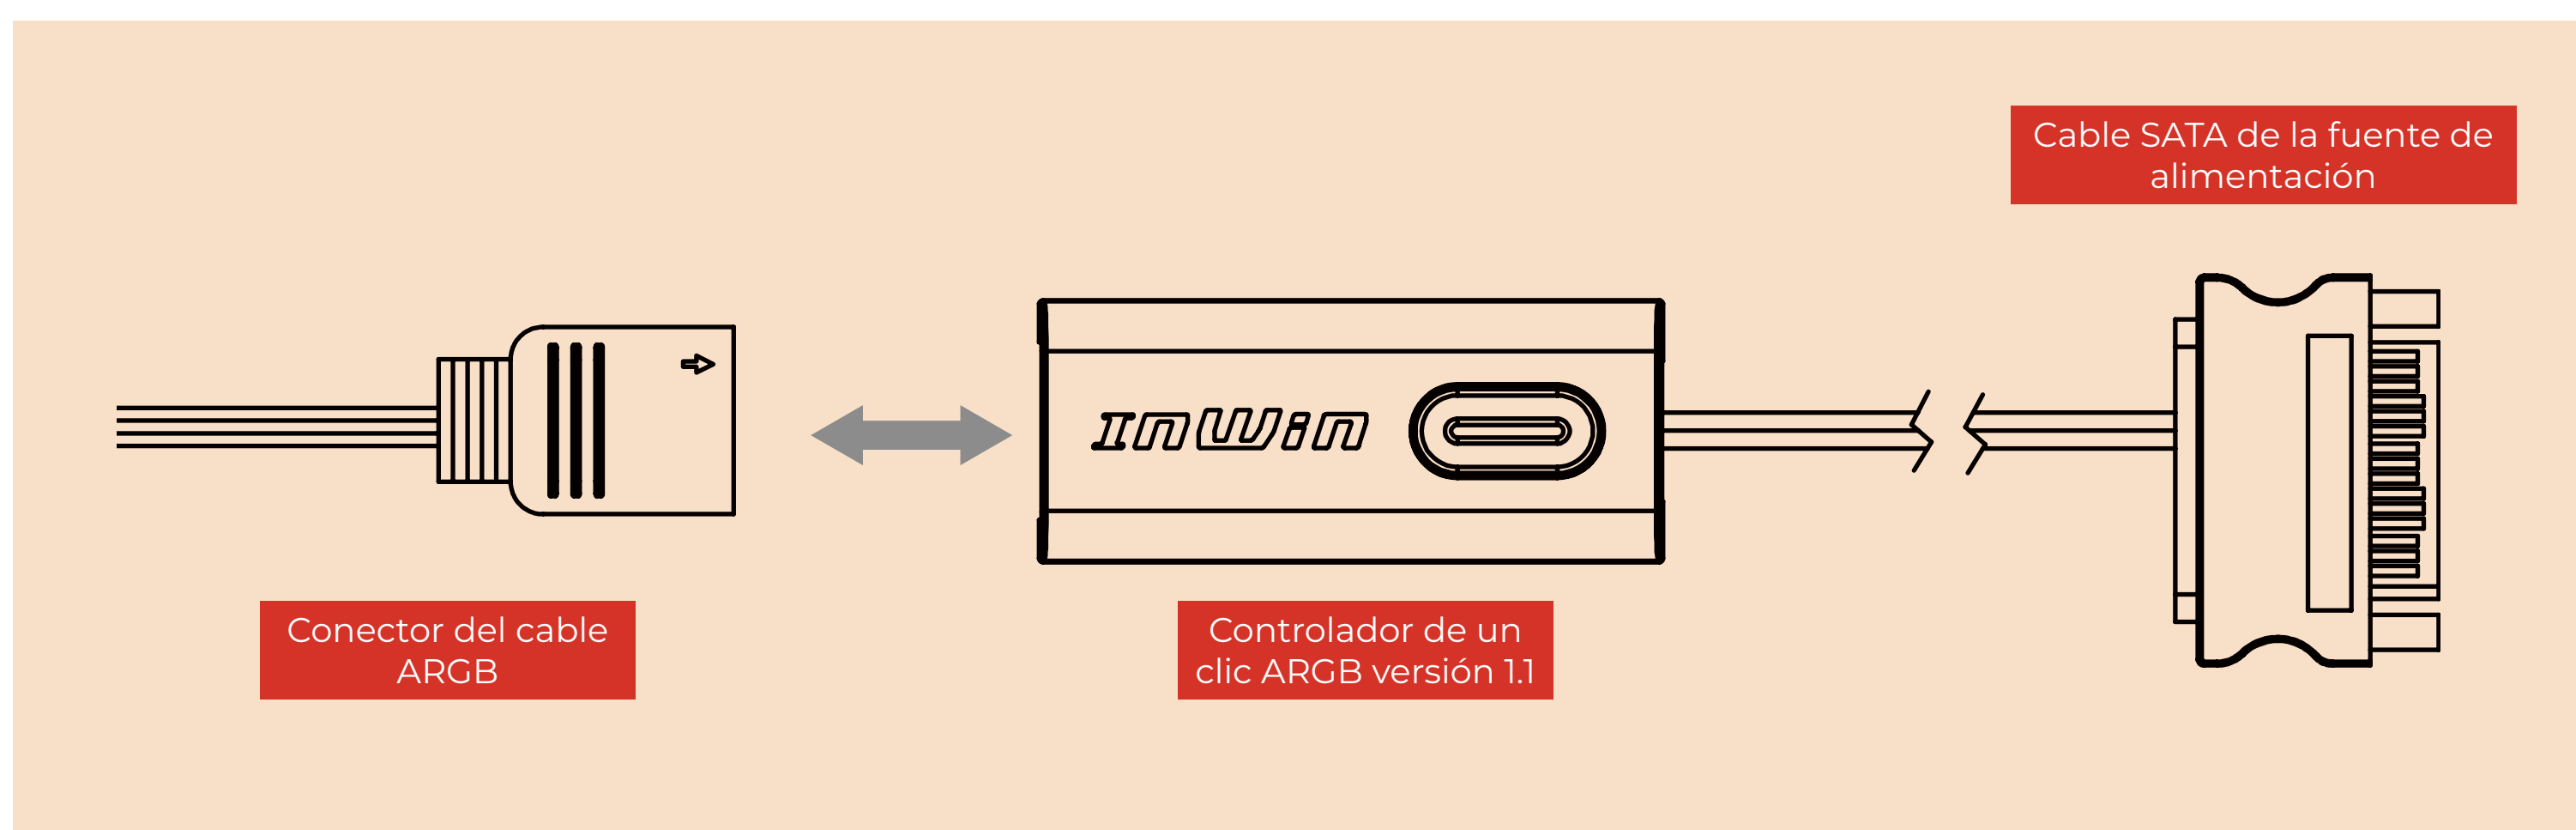 Cable SATA de la fuente de
alimentación
InWin
Conector del cable
ARGB
Controlador de un
clic ARGB versión 1.1